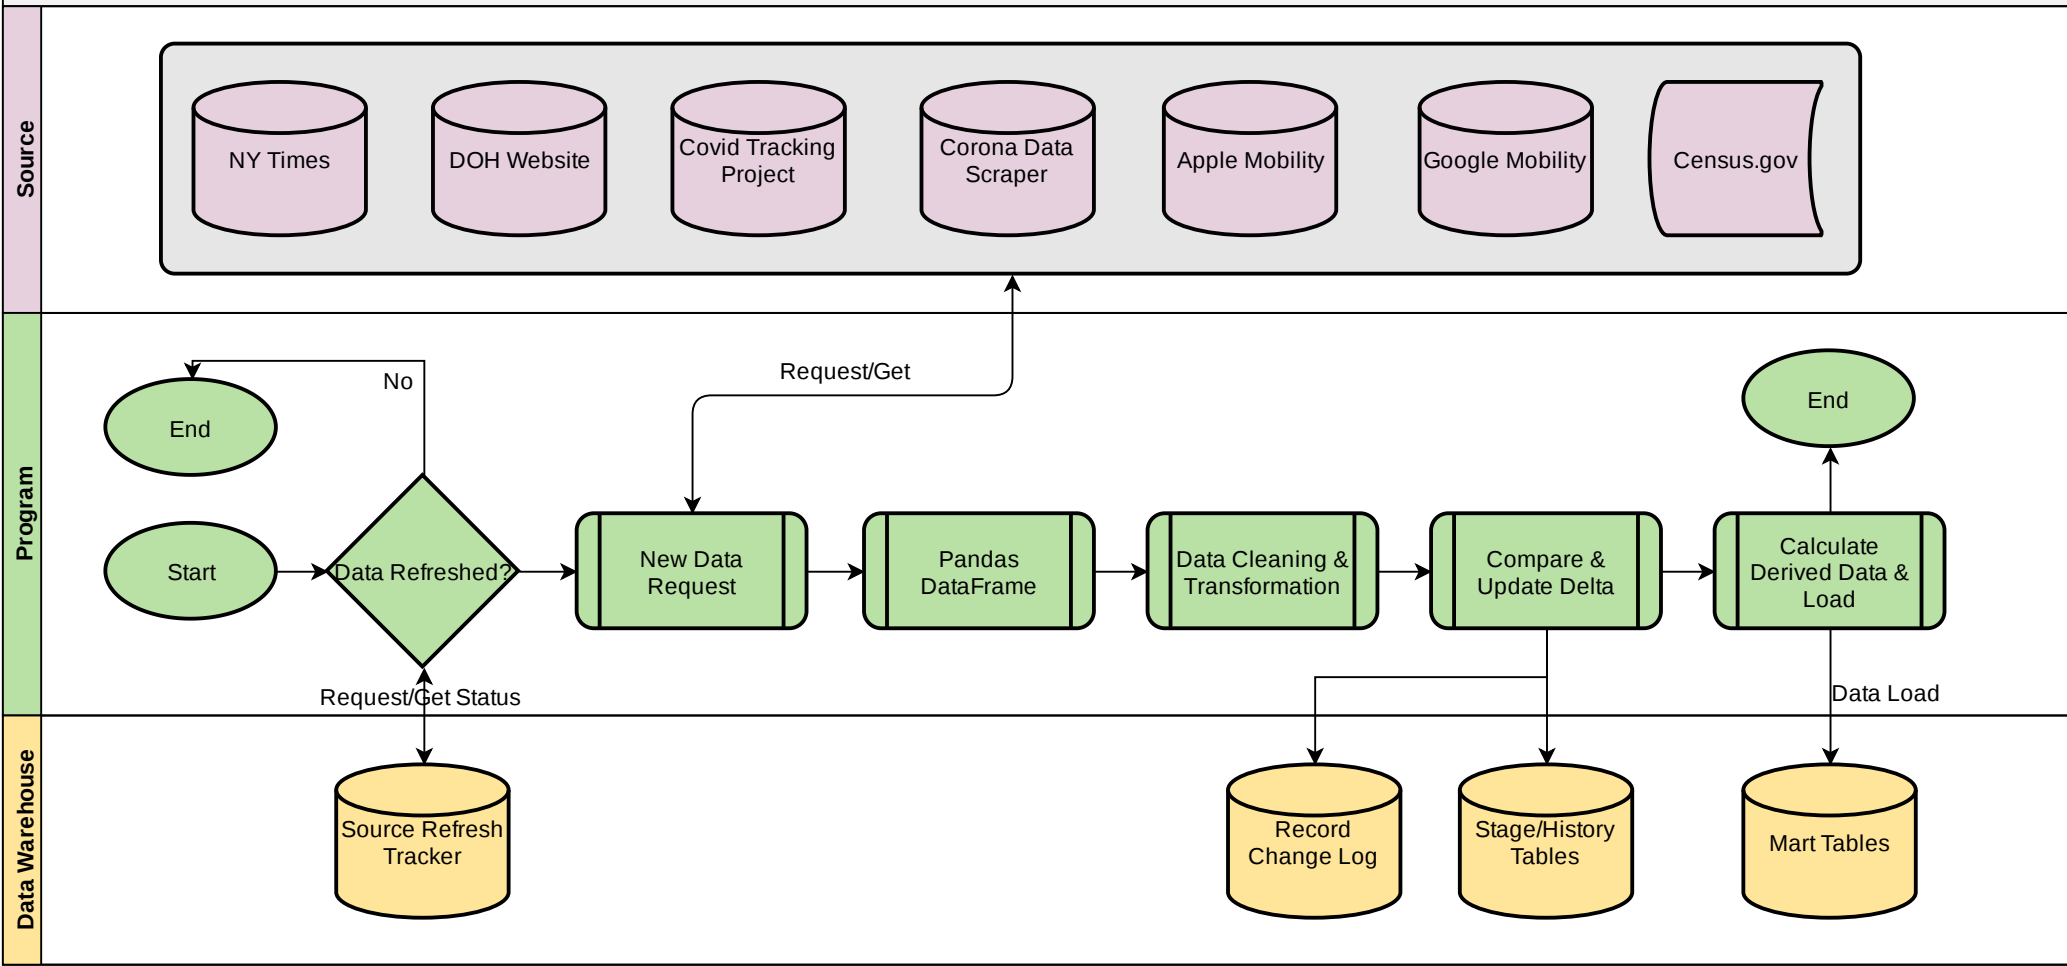 Source
NY Times
DOH Website
Covid Tracking
Project
Corona Data
Scraper
Apple Mobility
Google Mobility
Census.gov
Program
Request/Get
No
End
End
Start
Data Refreshed?
New Data
Request
Pandas
DataFrame
Data Cleaning &
Transformation
Compare &
Update Delta
Calculate
Derived Data &
Load
Request/Get Status
Data Load
Data Warehouse
Source Refresh
Tracker
Record
Change Log
Stage/History
Tables
Mart Tables